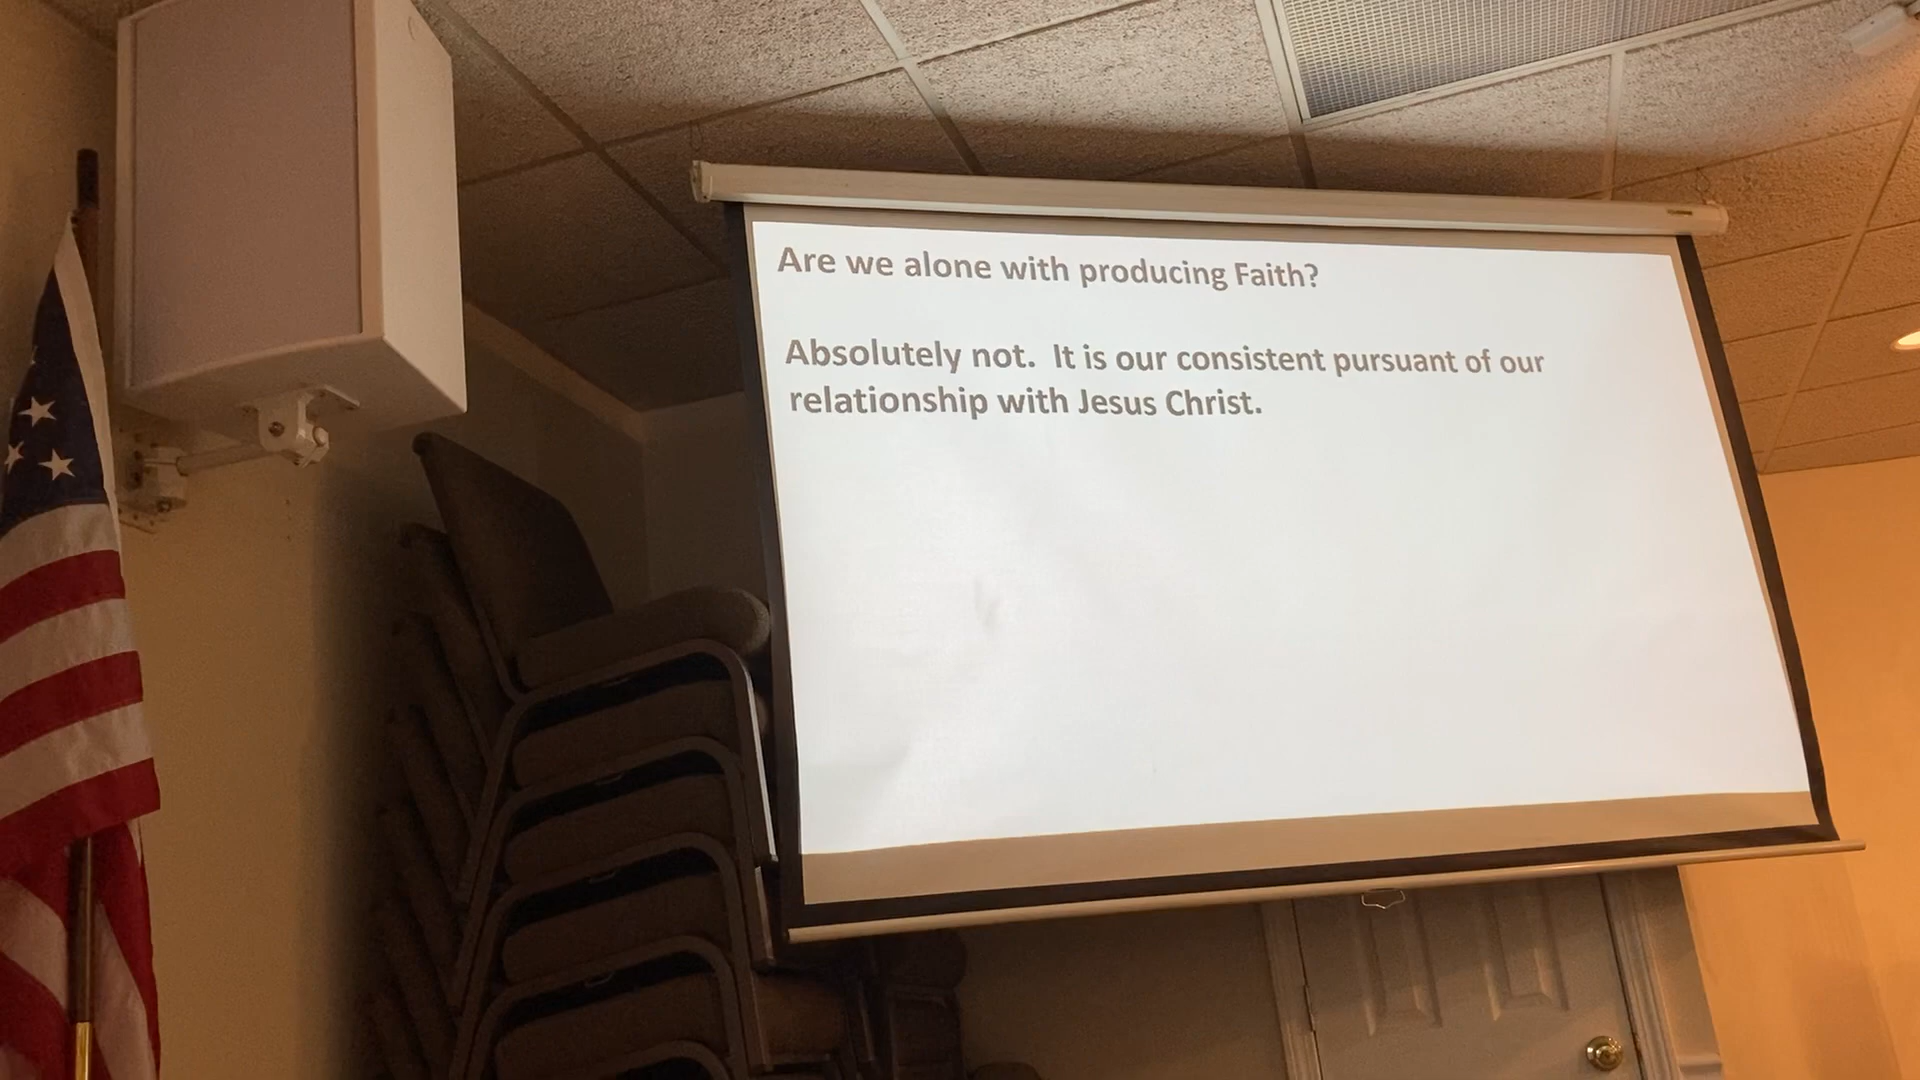 Are we alone with producing Faith?
Absolutely not. It is our consistent pursuant of our
relationship with Jesus Christ.